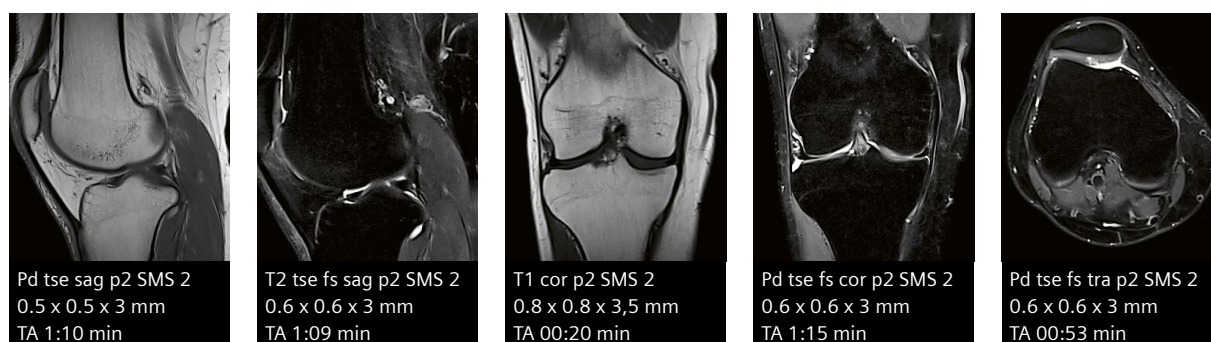 Pd tse sag p2 SMS 2
0.5 x 0.5 x 3 mm
TA 1:10 min
T2 tse fs sag p2 SMS 2
0.6 x 0.6 x 3 mm
TA 1:09 min
T1 cor p2 SMS 2
0.8 x 0.8 x 3,5 mm
TA 00:20 min
Pd tse fs cor p2 SMS 2
0.6 x 0.6 x 3 mm
TA 1:15 min
Pd tse fs tra p2 SMS 2
0.6 x 0.6 x 3 mm
TA 00:53 min